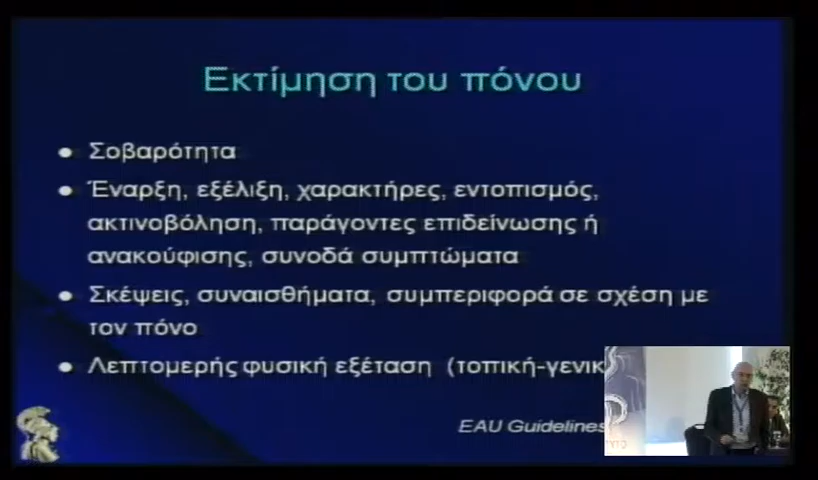 Εκτίμηση του πόνου
• Σοβαρότητα
• Έναρξη, εξέλιξη, χαρακτήρες, εντοπισμός,
ακτινοβόληση, παράγοντες επιδείνωσης ή
ανακούφισης, συνοδά συμπτώματα
• Σκέψεις, συναισθήματα, συμπεριφορά σε σχέση με
τον πόνο
• Λεπτομερής φυσική εξέταση (τοπική-γενικ
EAU Guidelines